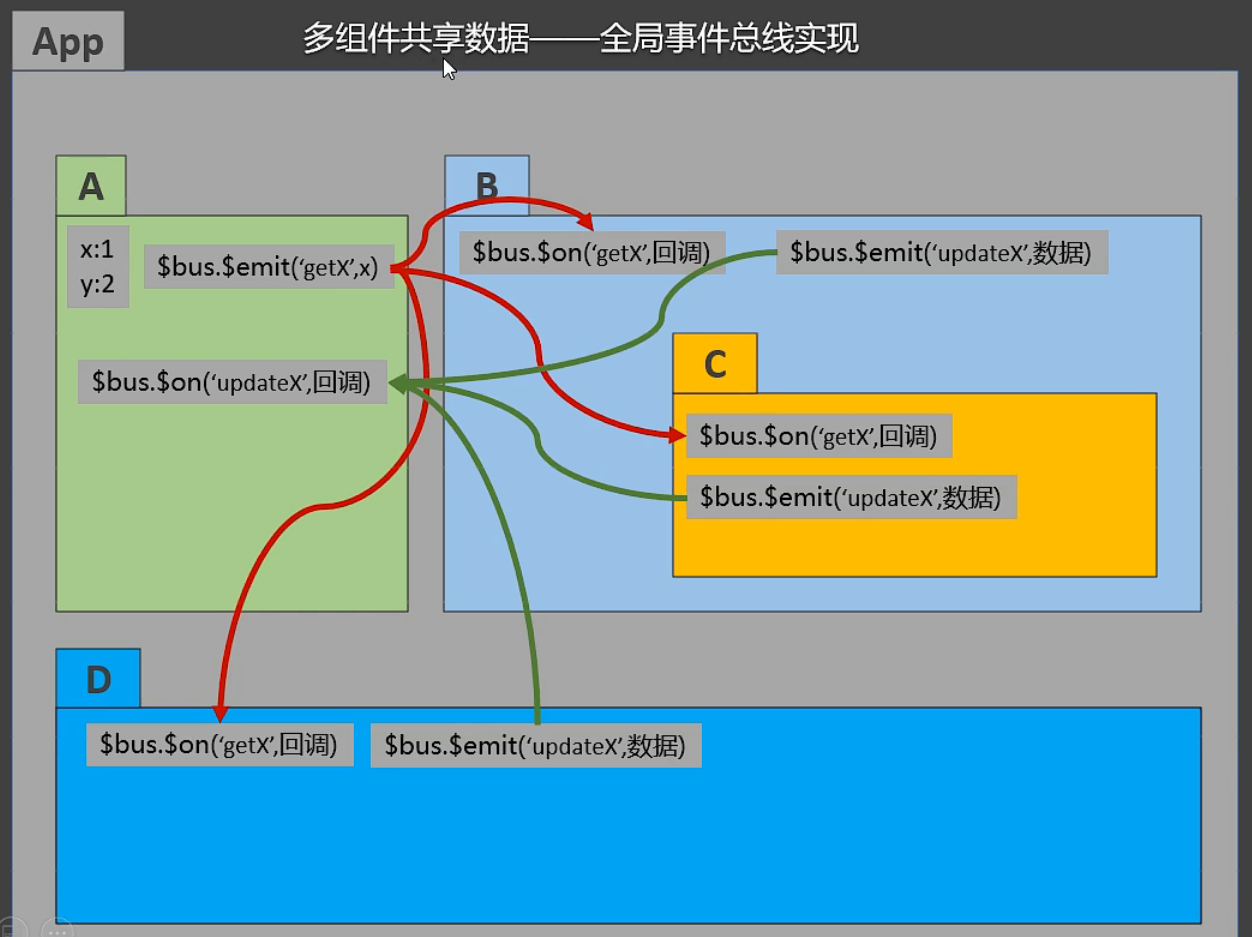 App
多组件共享数据——全局事件总线实现
A
x:1
y:2
$bus.$emit(‘getX’,x)
$bus.$on(‘updateX’,回调)
B
$bus.$on(‘getX’,回调)
$bus.$emit(‘updateX’,数据)
C
$bus.$on(‘getX’,回调)
$bus.$emit(‘updateX’,数据)
D
$bus.$on(‘getX’,回调)
$bus.$emit(‘updateX’,数据)